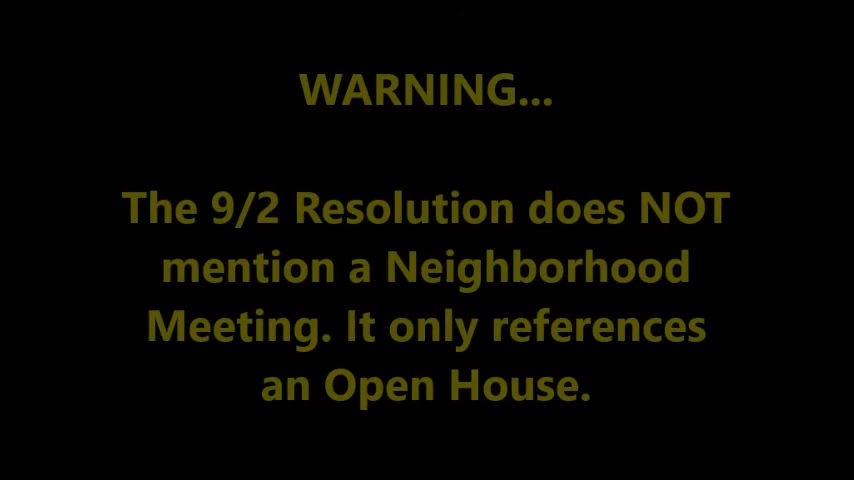 WARNING...
The 9/2 Resolution does NOT
mention a Neighborhood
Meeting. It only references
an Open House.